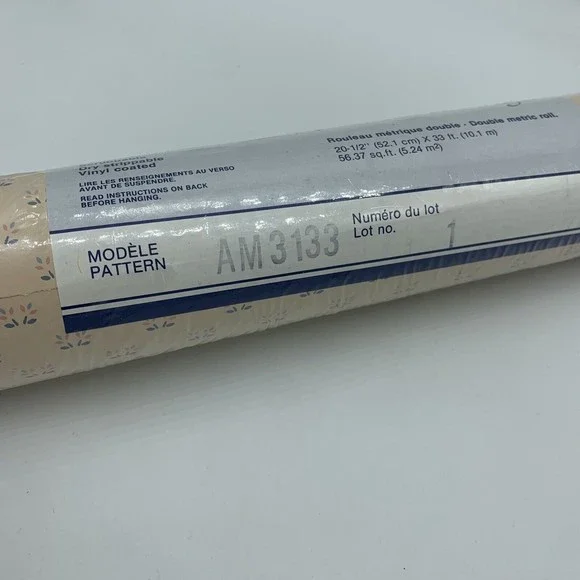 Dry strippable
Vinyl coated
LIRE LES RENSEIGNEMENTS AU VERSO
AVANT DE SUSPENDRE.
READ INSTRUCTIONS ON BACK
BEFORE HANGING.
Rouleau métrique double - Double metric roll.
20-1/2" (52.1 cm) X 33 ft. (10.1 m)
56.37 sq.ft. (5.24 m²)
MODÈLE
PATTERN
AM3133
Numéro du lot
Lot no.
1